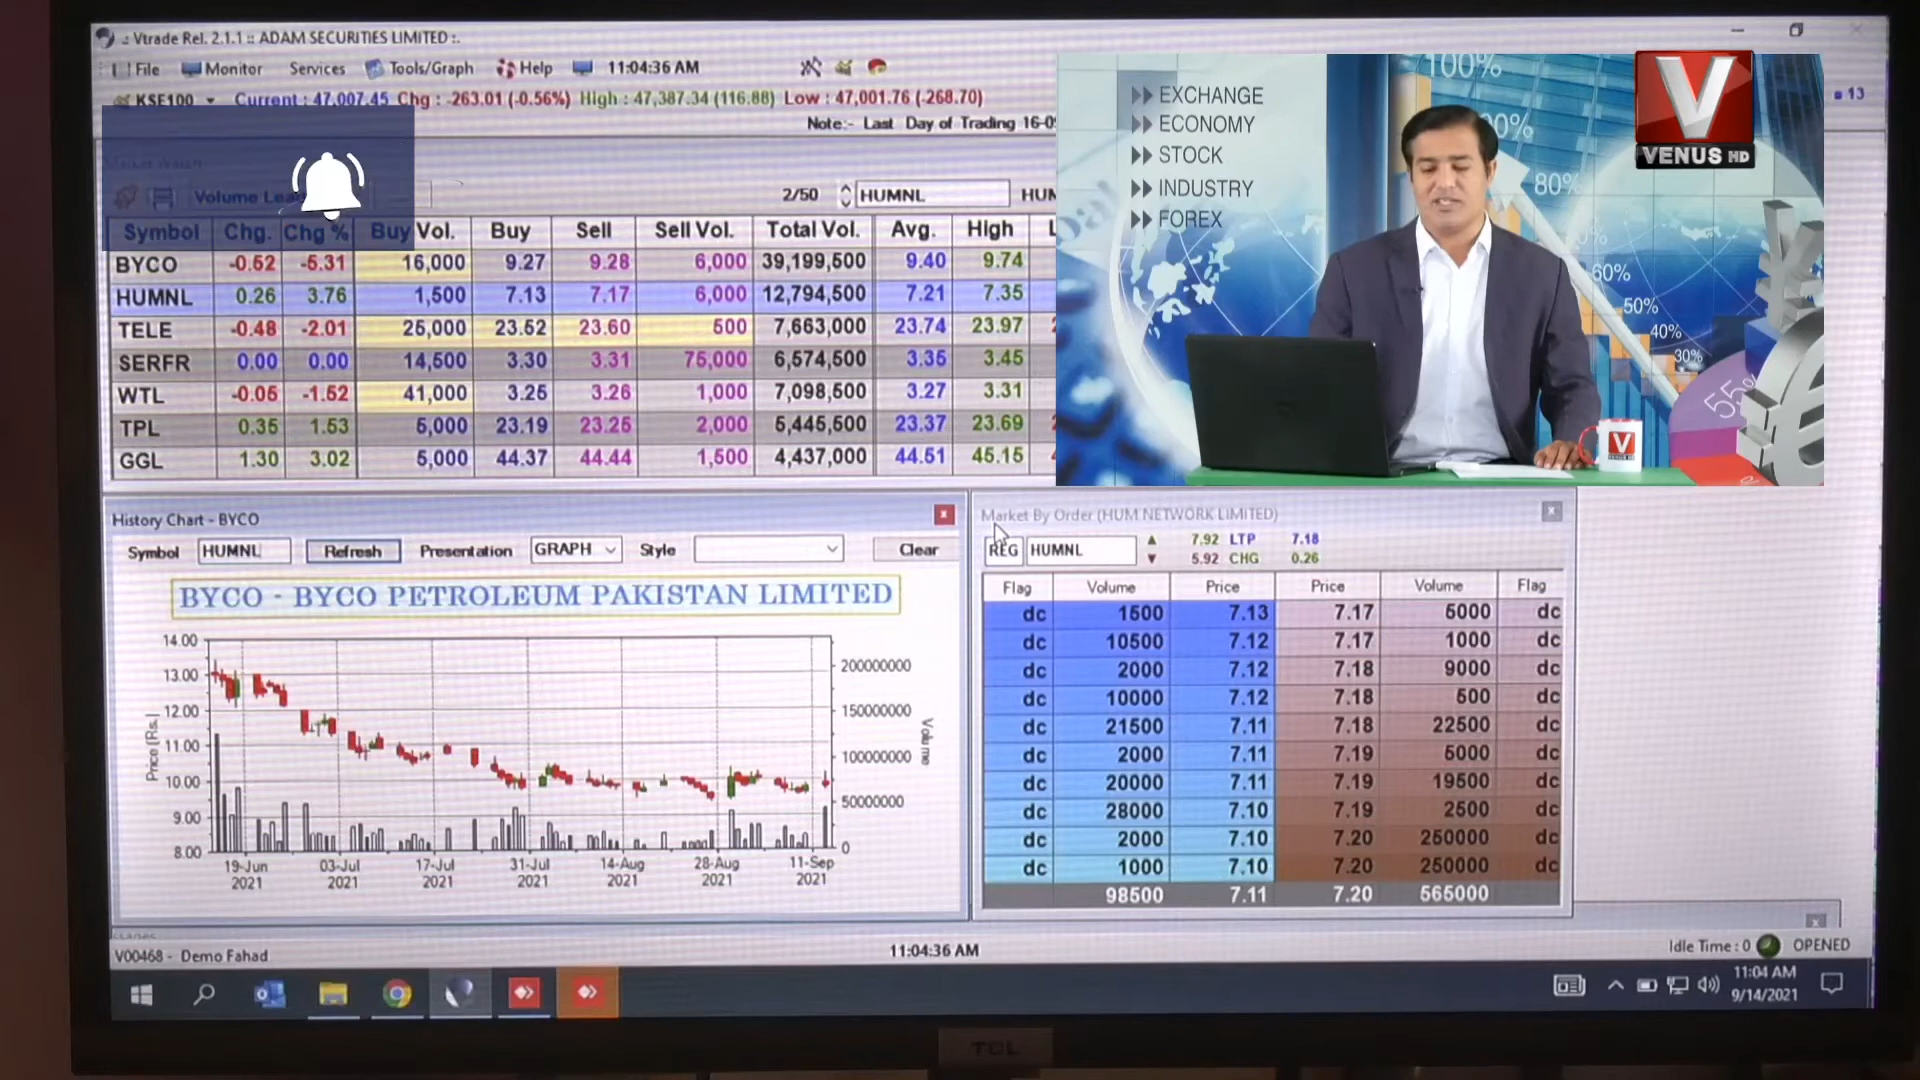 .: Vtrade Rel. 2.1.1 :: ADAM SECURITIES LIMITED :.
File Monitor Services Tools/Graph Help 11:04:36 AM
KSE100 Current : 47,007.45 Chg : -263.01 (-0.56%) High : 47,387.34 (116.88) Low : 47,001.76 (-268.70)
13
Note:- Last Day of Trading
2/50 HUMNL
Symbol Chg. Chg % Buy Vol. Buy Sell Sell Vol. Total Vol. Avg. High
BYCO -0.52 -5.31 16,000 9.27 9.28 6,000 39,199,500 9.40 9.74
HUMNL 0.26 3.76 1,500 7.13 7.17 6,000 12,794,500 7.21 7.35
TELE -0.48 -2.01 25,000 23.52 23.60 500 7,663,000 23.74 23.97
SERFR 0.00 0.00 14,500 3.30 3.31 75,000 6,574,500 3.35 3.45
WTL -0.05 -1.52 41,000 3.25 3.26 1,000 7,098,500 3.27 3.31
TPL 0.35 1.53 5,000 23.19 23.25 2,000 5,445,500 23.37 23.69
GGL 1.30 3.02 5,000 44.37 44.44 1,500 4,437,000 44.51 45.15
EXCHANGE
ECONOMY
STOCK
INDUSTRY
FOREX
100%
80%
60%
50%
40%
30%
55%
V
VENUS HD
History Chart - BYCO
Symbol HUMNL Refresh Presentation GRAPH Style Clear
BYCO - BYCO PETROLEUM PAKISTAN LIMITED
14.00
13.00
12.00
11.00
10.00
9.00
8.00
Price (Rs.)
200000000
150000000
100000000
50000000
0
Volume
19-Jun 2021
03-Jul 2021
17-Jul 2021
31-Jul 2021
14-Aug 2021
28-Aug 2021
11-Sep 2021
Market By Order (HUM NETWORK LIMITED)
REG HUMNL 7.92 LTP 7.18
5.92 CHG 0.26
Flag Volume Price Price Volume Flag
dc 1500 7.13 7.17 5000 dc
dc 10500 7.12 7.17 1000 dc
dc 2000 7.12 7.18 9000 dc
dc 10000 7.12 7.18 500 dc
dc 21500 7.11 7.18 22500 dc
dc 2000 7.11 7.19 5000 dc
dc 20000 7.11 7.19 19500 dc
dc 28000 7.10 7.19 2500 dc
dc 2000 7.10 7.20 250000 dc
dc 1000 7.10 7.20 250000 dc
98500 7.11 7.20 565000
V00468 - Demo Fahad 11:04:36 AM Idle Time : 0 OPENED
11:04 AM
9/14/2021
TCL